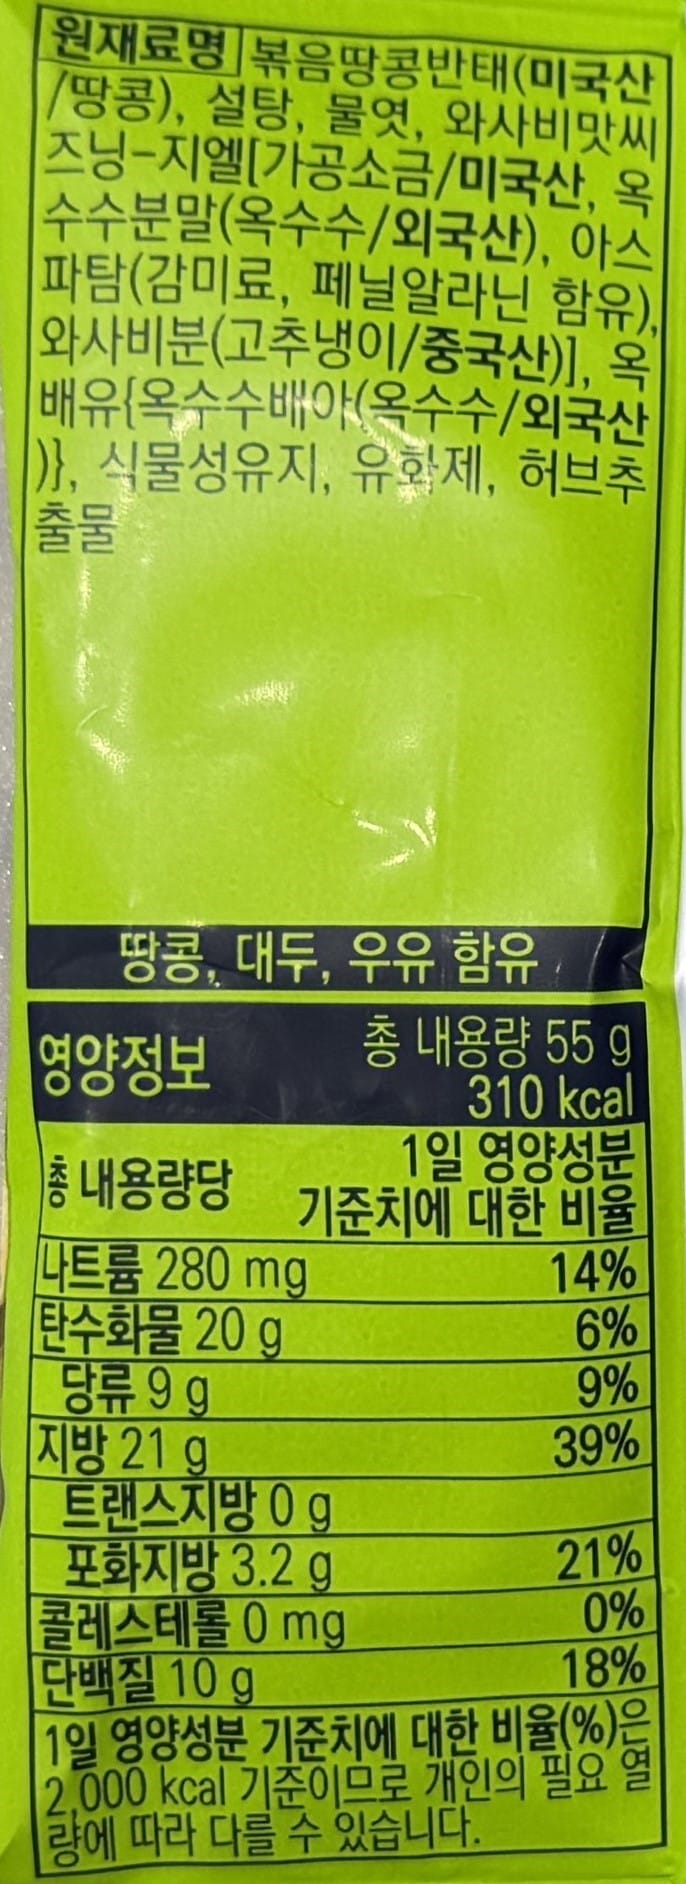 원재료명 볶음땅콩반태(미국산
/땅콩), 설탕, 물엿, 와사비맛씨
즈닝-지엘[가공소금/미국산, 옥
수수분말(옥수수/외국산), 아스
파탐(감미료, 페닐알라닌 함유),
와사비분(고추냉이/중국산)], 옥
배유{옥수수배아(옥수수/외국산
)}, 식물성유지, 유화제, 허브추
출물
땅콩, 대두, 우유 함유
영양정보 총 내용량 55 g
310 kcal
총 내용량당 1일 영양성분
기준치에 대한 비율
나트륨 280 mg 14%
탄수화물 20 g 6%
당류 9 g 9%
지방 21 g 39%
트랜스지방 0 g
포화지방 3.2 g 21%
콜레스테롤 0 mg 0%
단백질 10 g 18%
1일 영양성분 기준치에 대한 비율(%)은
2,000 kcal 기준이므로 개인의 필요 열
량에 따라 다를 수 있습니다.